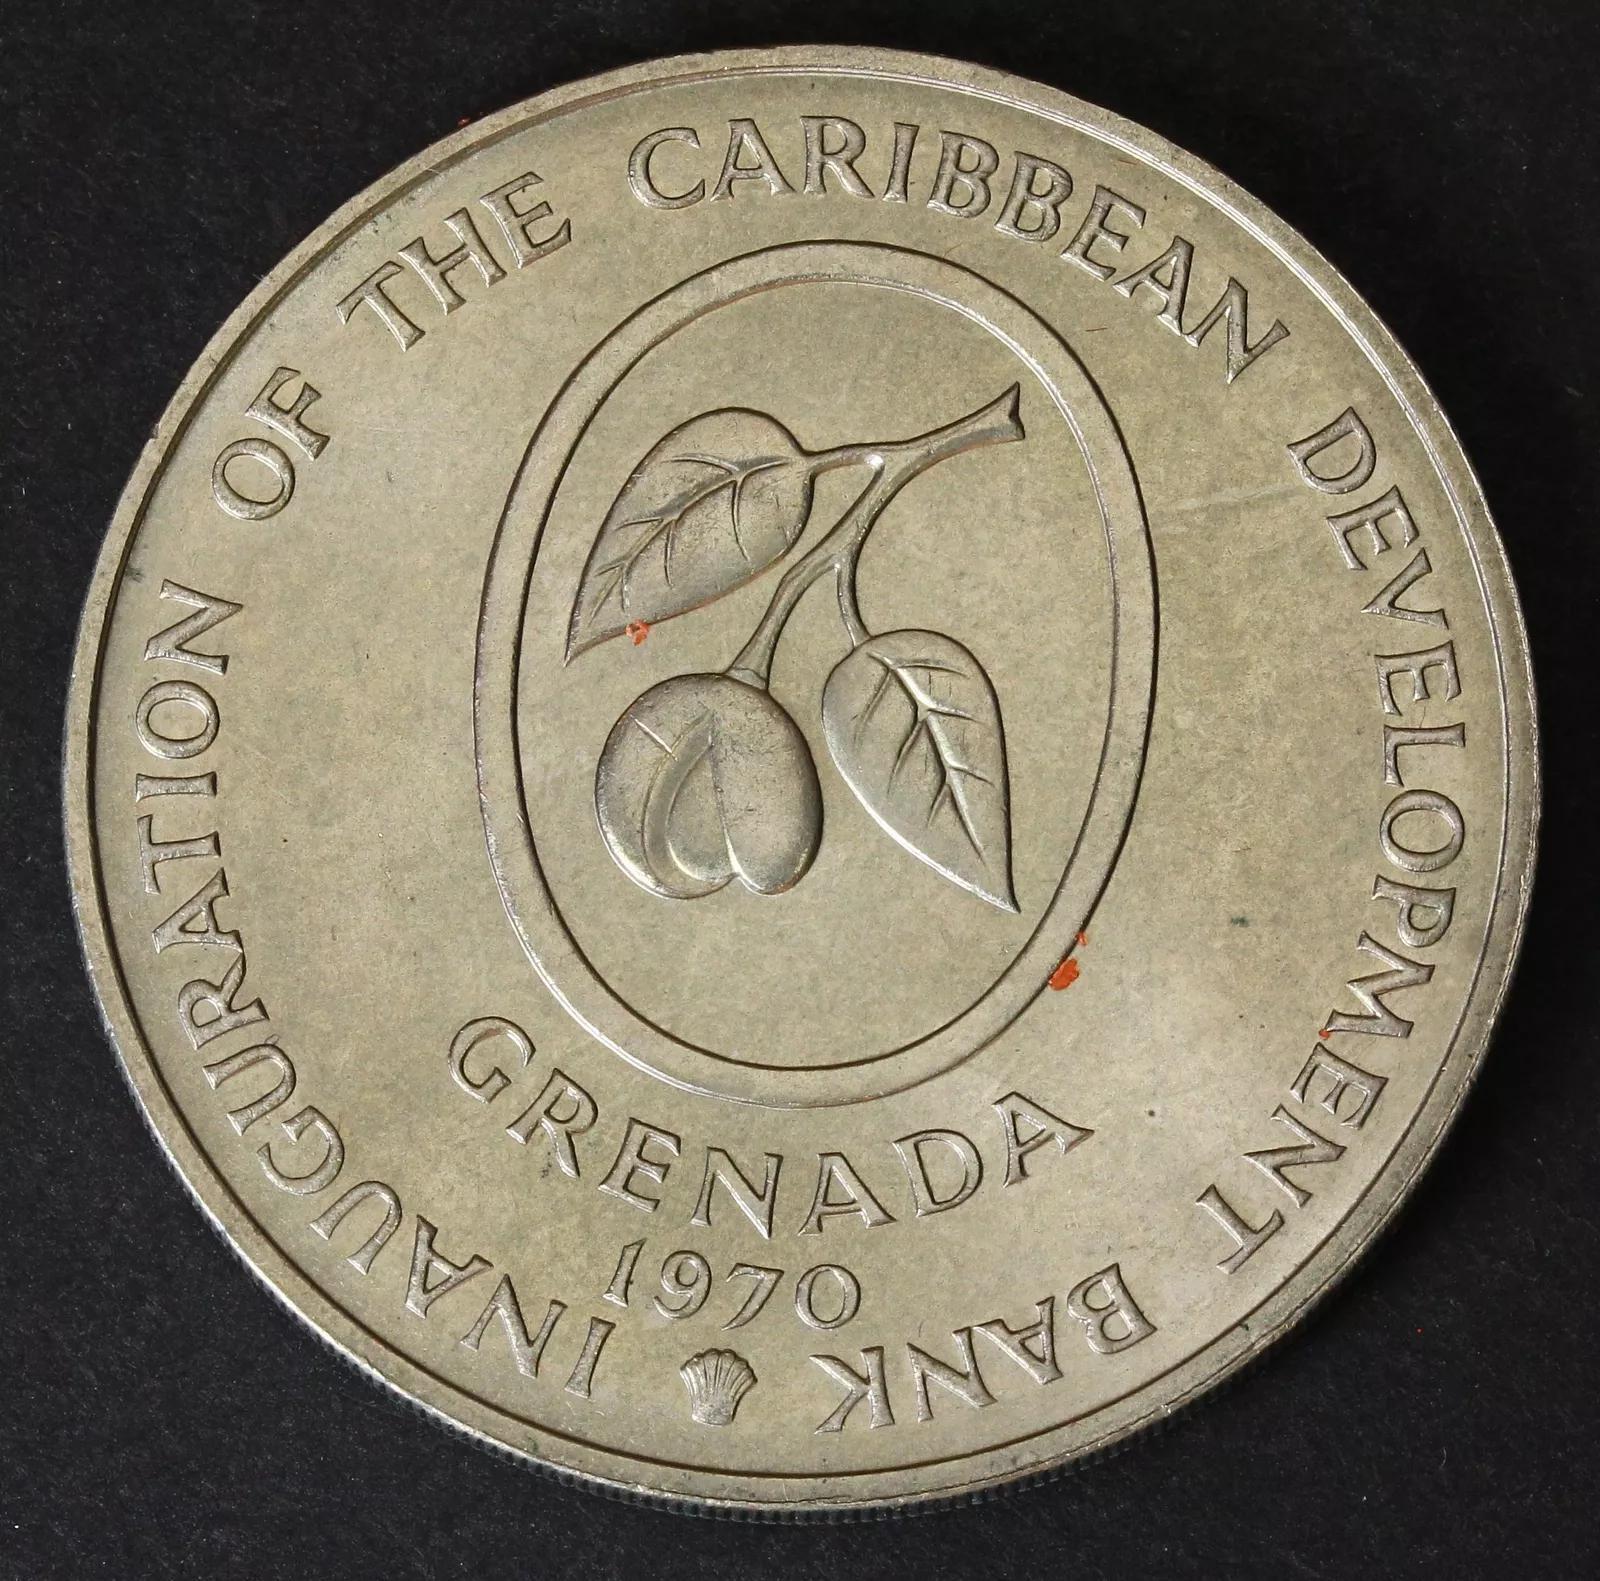 INAUGURATION OF THE CARIBBEAN DEVELOPMENT BANK
GRENADA
1970